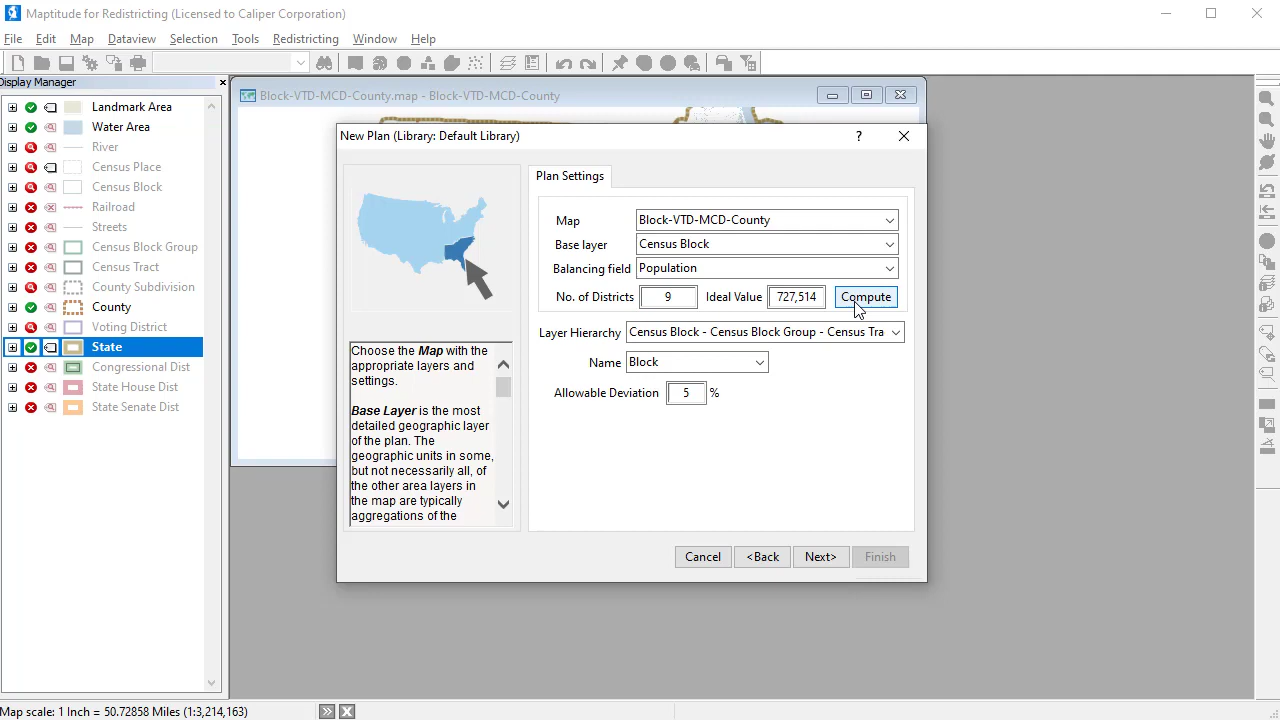 Maptitude for Redistricting (Licensed to Caliper Corporation)
File Edit Map Dataview Selection Tools Redistricting Window Help
Display Manager
Landmark Area
Water Area
River
Census Place
Census Block
Railroad
Streets
Census Block Group
Census Tract
County Subdivision
County
Voting District
State
Congressional Dist
State House Dist
State Senate Dist
Block-VTD-MCD-County.map - Block-VTD-MCD-County
New Plan (Library: Default Library)
?
Choose the Map with the
appropriate layers and
settings.
Base Layer is the most
detailed geographic layer
of the plan. The
geographic units in some,
but not necessarily all, of
the other area layers in
the map are typically
aggregations of the
Plan Settings
Map Block-VTD-MCD-County
Base layer Census Block
Balancing field Population
No. of Districts 9 Ideal Value 727,514 Compute
Layer Hierarchy Census Block - Census Block Group - Census Tra
Name Block
Allowable Deviation 5 %
Cancel <Back Next> Finish
Map scale: 1 Inch = 50.72858 Miles (1:3,214,163)